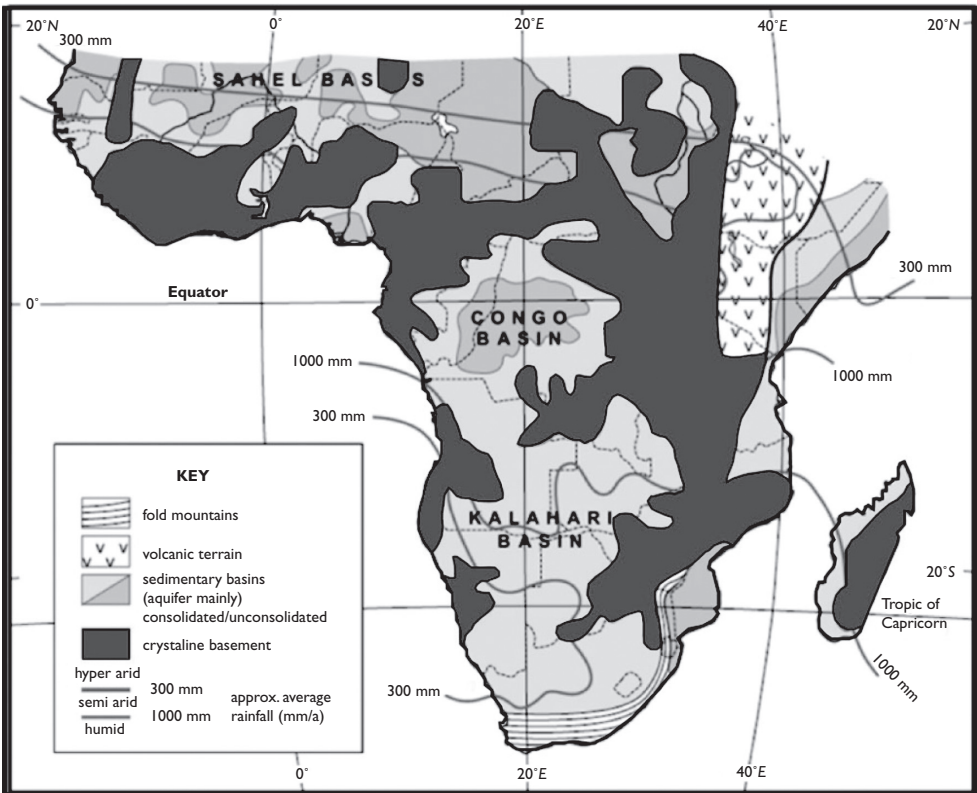 20°N
0°
20°E
40°E
20°N
300 mm
SAHEL BAS S
Equator
0°
300 mm
CONGO
BASIN
1000 mm
1000 mm
300 mm
KEY
fold mountains
volcanic terrain
sedimentary basins
(aquifer mainly)
consolidated/unconsolidated
crystaline basement
hyper arid
300 mm
semi arid
1000 mm
humid
approx. average
rainfall (mm/a)
KALAHARI
BASIN
20°S
Tropic of
Capricorn
300 mm
1000 mm
0°
20°E
40°E